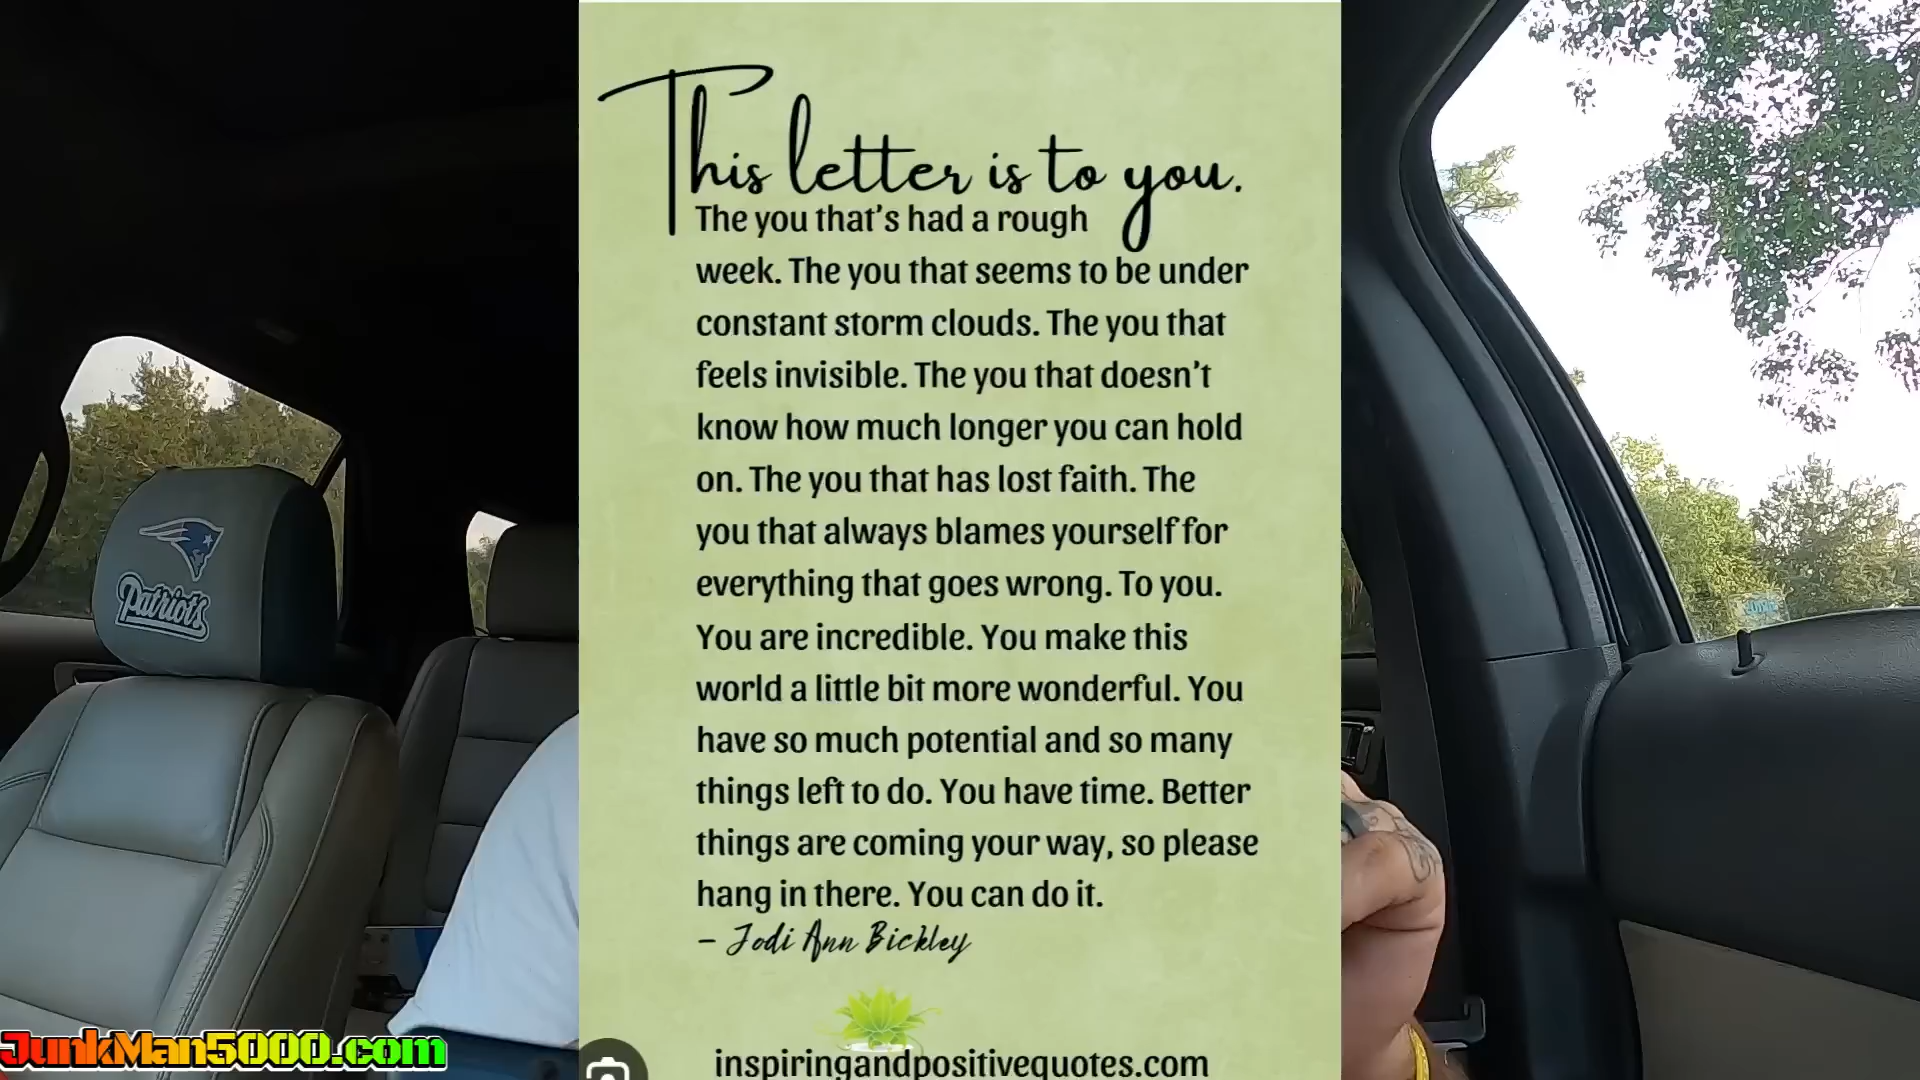 This letter is to you.
The you that's had a rough
week. The you that seems to be under
constant storm clouds. The you that
feels invisible. The you that doesn't
know how much longer you can hold
on. The you that has lost faith. The
you that always blames yourself for
everything that goes wrong. To you.
You are incredible. You make this
world a little bit more wonderful. You
have so much potential and so many
things left to do. You have time. Better
things are coming your way, so please
hang in there. You can do it.
– Jodi Ann Bickley
inspiringandpositivequotes.com
Patriots
JunkMan5000.com